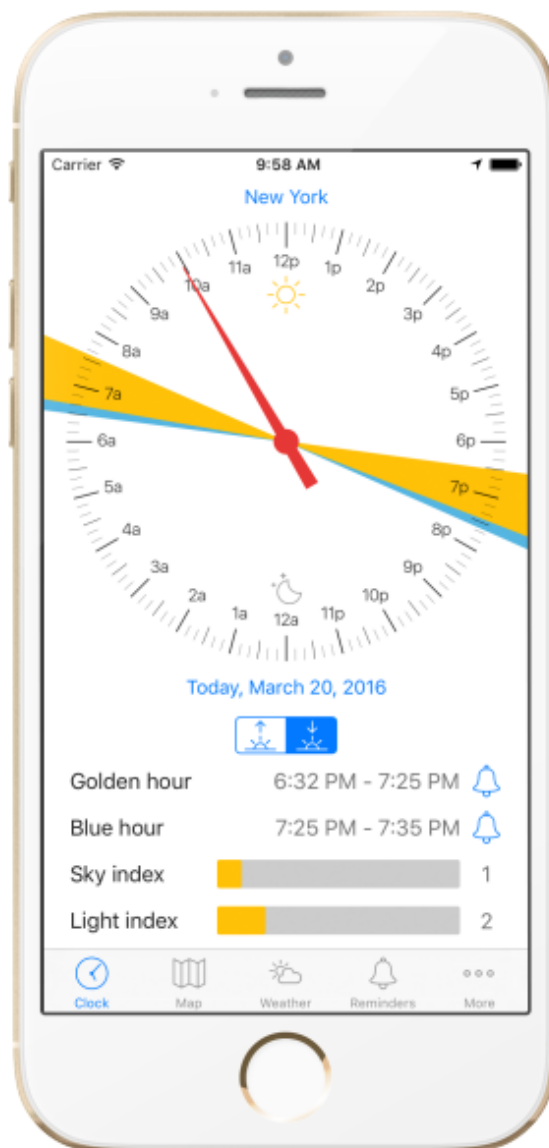 Carrier 9:58 AM
New York
12p
11a 1p
10a 2p
9a 3p
8a 4p
7a 5p
6a 6p
5a 7p
4a 8p
3a 9p
2a 10p
1a 11p
12a
Today, March 20, 2016
Golden hour 6:32 PM - 7:25 PM
Blue hour 7:25 PM - 7:35 PM
Sky index 1
Light index 2
Clock Map Weather Reminders More